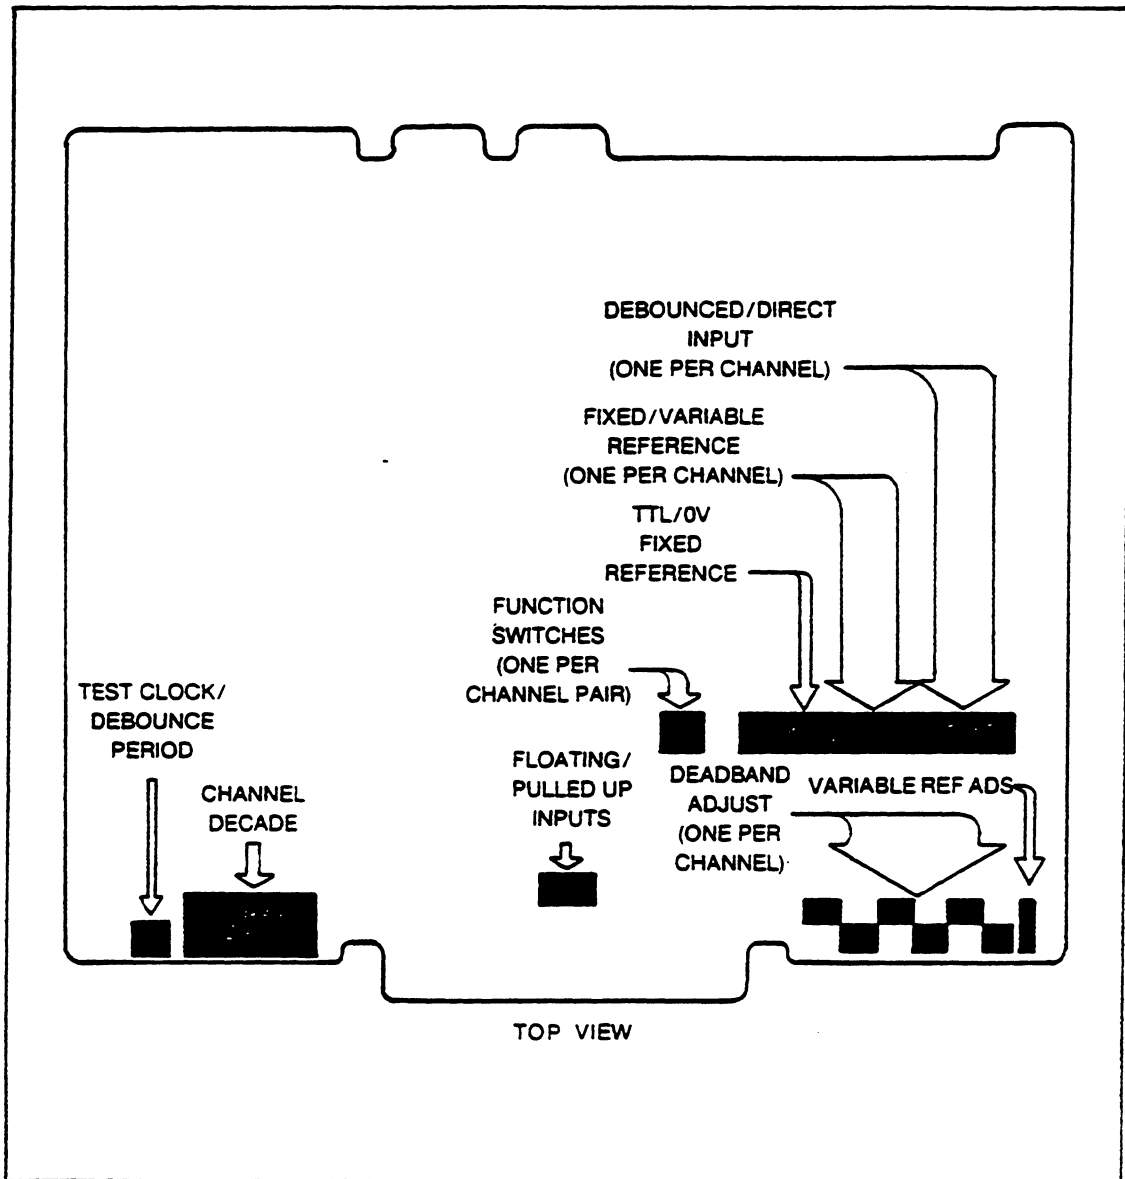 DEBOUNCED/DIRECT
INPUT
(ONE PER CHANNEL)
FIXED/VARIABLE
REFERENCE
(ONE PER CHANNEL)
TTL/0V
FIXED
REFERENCE
FUNCTION
SWITCHES
(ONE PER
CHANNEL PAIR)
TEST CLOCK/
DEBOUNCE
PERIOD
CHANNEL
DECADE
FLOATING/
PULLED UP
INPUTS
DEADBAND
ADJUST
(ONE PER
CHANNEL)
VARIABLE REF ADS
TOP VIEW